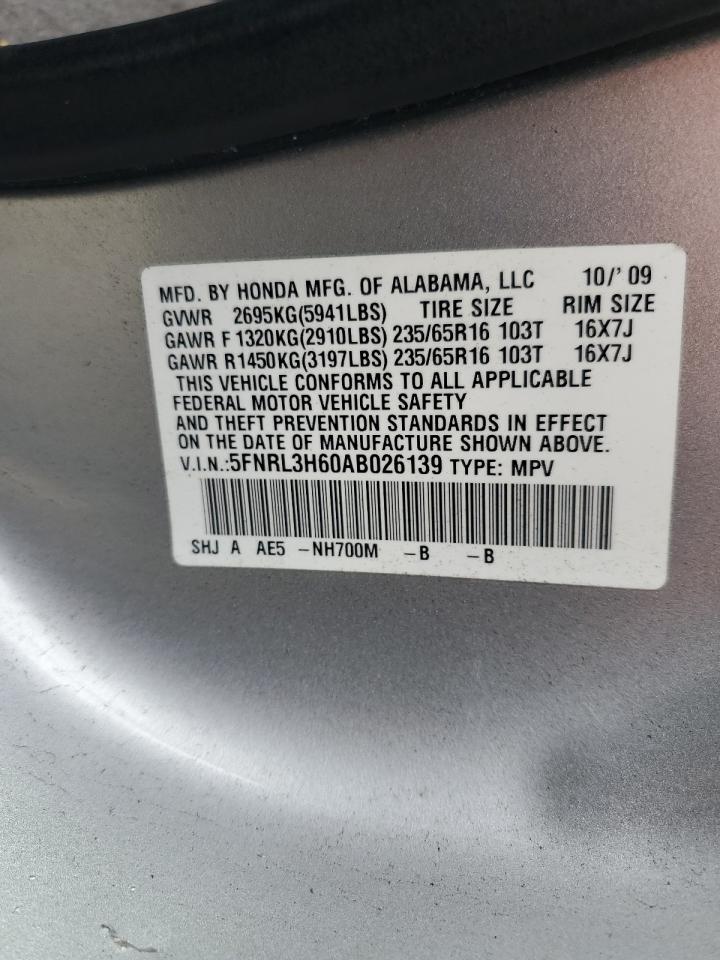 MFD. BY HONDA MFG. OF ALABAMA, LLC 10/'09
GVWR 2695KG(5941LBS) TIRE SIZE RIM SIZE
GAWR F 1320KG(2910LBS) 235/65R16 103T 16X7J
GAWR R1450KG(3197LBS) 235/65R16 103T 16X7J
THIS VEHICLE CONFORMS TO ALL APPLICABLE
FEDERAL MOTOR VEHICLE SAFETY
AND THEFT PREVENTION STANDARDS IN EFFECT
ON THE DATE OF MANUFACTURE SHOWN ABOVE.
V.I.N.:5FNRL3H60AB026139 TYPE: MPV
SHJ A AE5 -NH700M -B -B